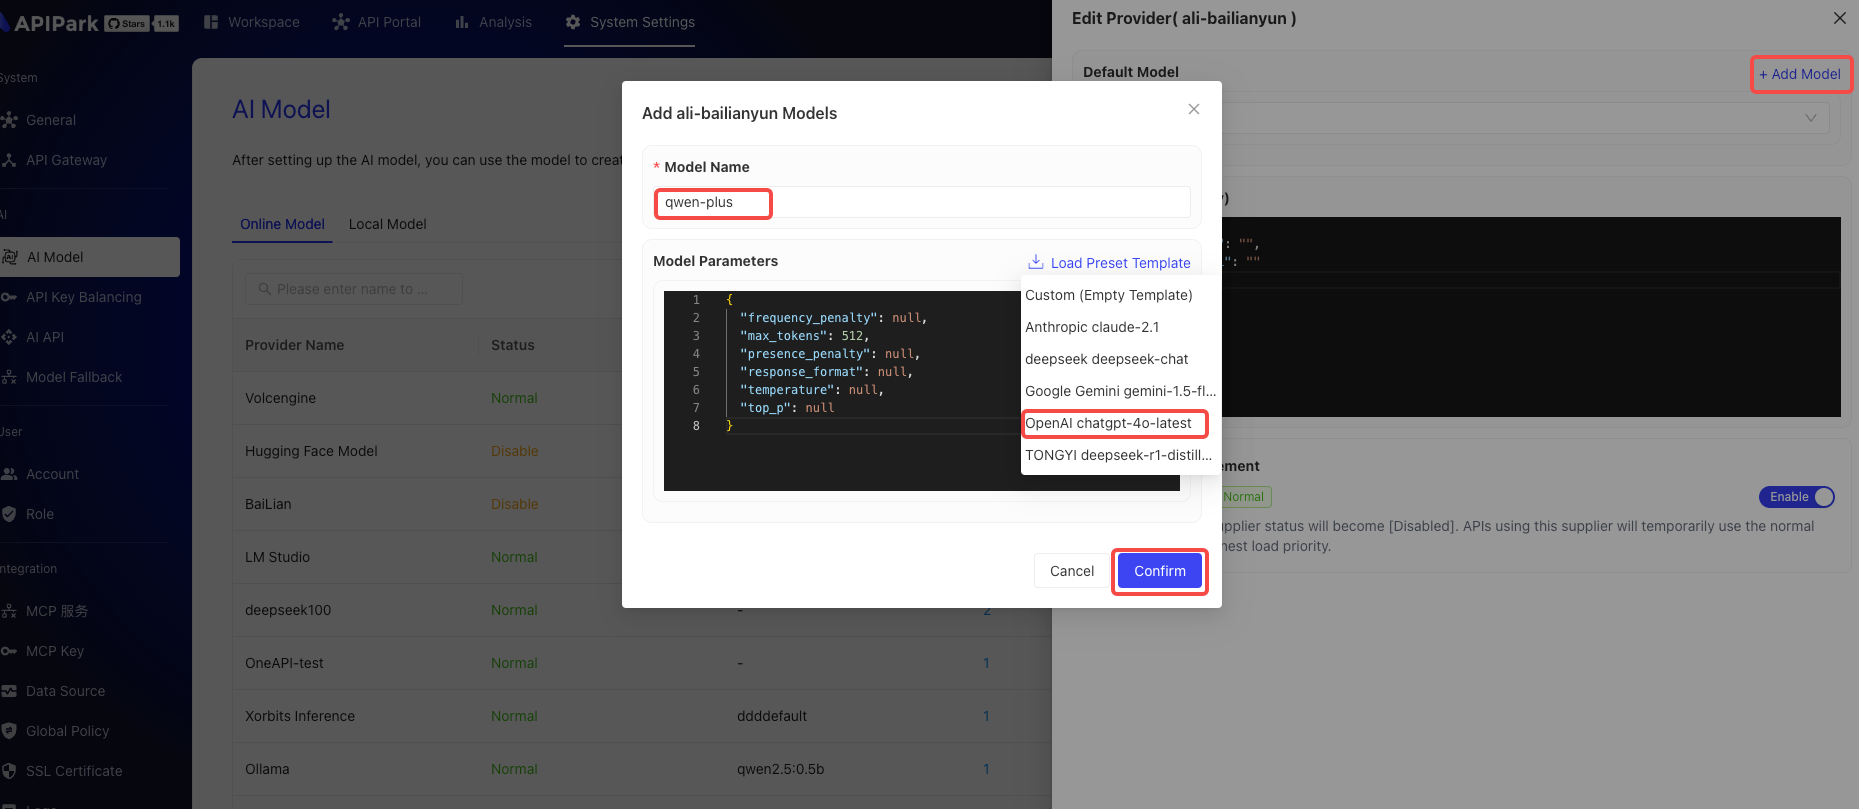 APIPark Stars 1.1k
Workspace
API Portal
Analysis
System Settings
System
General
API Gateway
AI
AI Model
API Key Balancing
AI API
Model Fallback
User
Account
Role
Integration
MCP 服务
MCP Key
Data Source
Global Policy
SSL Certificate
AI Model
After setting up the AI model, you can use the model to
Online Model
Local Model
Please enter name to ...
Provider Name Status
Volcengine Normal
Hugging Face Model Disable
BaiLian Disable
LM Studio Normal
deepseek100 Normal - 2
OneAPI-test Normal - 1
Xorbits Inference Normal ddddefault 1
Ollama Normal qwen2.5:0.5b 1
Add ali-bailianyun Models
* Model Name
qwen-plus
Model Parameters
Load Preset Template
1 {
2 "frequency_penalty": null,
3 "max_tokens": 512,
4 "presence_penalty": null,
5 "response_format": null,
6 "temperature": null,
7 "top_p": null
8 }
Custom (Empty Template)
Anthropic claude-2.1
deepseek deepseek-chat
Google Gemini gemini-1.5-fl...
OpenAI chatgpt-4o-latest
TONGYI deepseek-r1-distill...
Cancel
Confirm
Edit Provider( ali-bailianyun )
Default Model
+ Add Model
": "",
": ""
Normal
Enable
status will become [Disabled]. APIs using this supplier will temporarily use the normal
load priority.